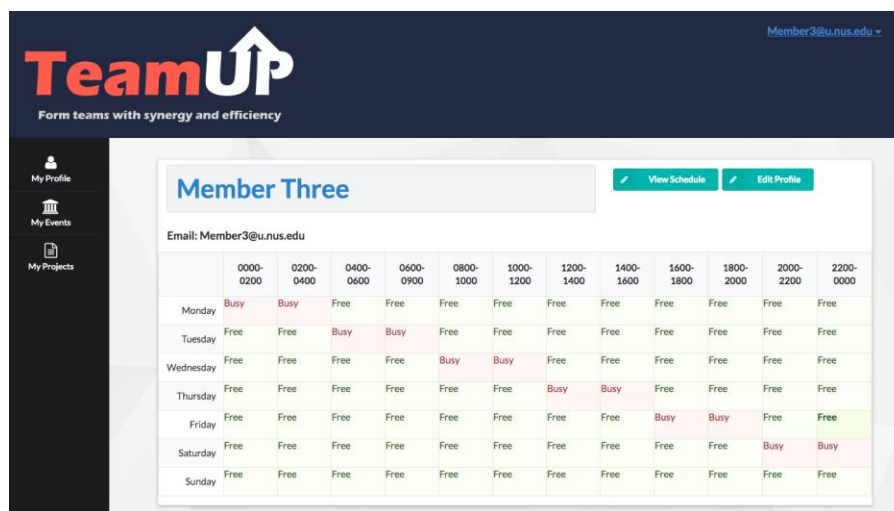 Member3@u.nus.edu
TeamUP
Form teams with synergy and efficiency
My Profile
My Events
My Projects
Member Three
View Schedule
Edit Profile
Email: Member3@u.nus.edu
0000-0200 0200-0400 0400-0600 0600-0900 0800-1000 1000-1200 1200-1400 1400-1600 1600-1800 1800-2000 2000-2200 2200-0000
Monday Busy Busy Free Free Free Free Free Free Free Free Free Free
Tuesday Free Free Busy Busy Free Free Free Free Free Free Free Free
Wednesday Free Free Free Free Busy Busy Free Free Free Free Free Free
Thursday Free Free Free Free Free Free Busy Busy Free Free Free Free
Friday Free Free Free Free Free Free Free Free Busy Busy Free Free
Saturday Free Free Free Free Free Free Free Free Free Free Busy Busy
Sunday Free Free Free Free Free Free Free Free Free Free Free Free